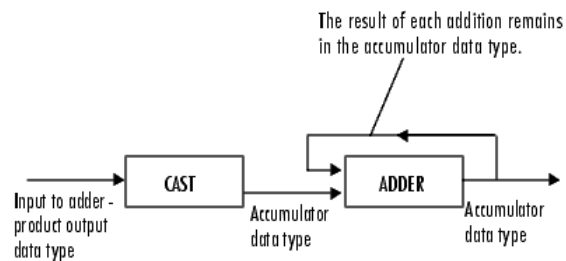 The result of each addition remains
in the accumulator data type.
CAST
ADDER
Input to adder -
product output
data type
Accumulator
data type
Accumulator
data type